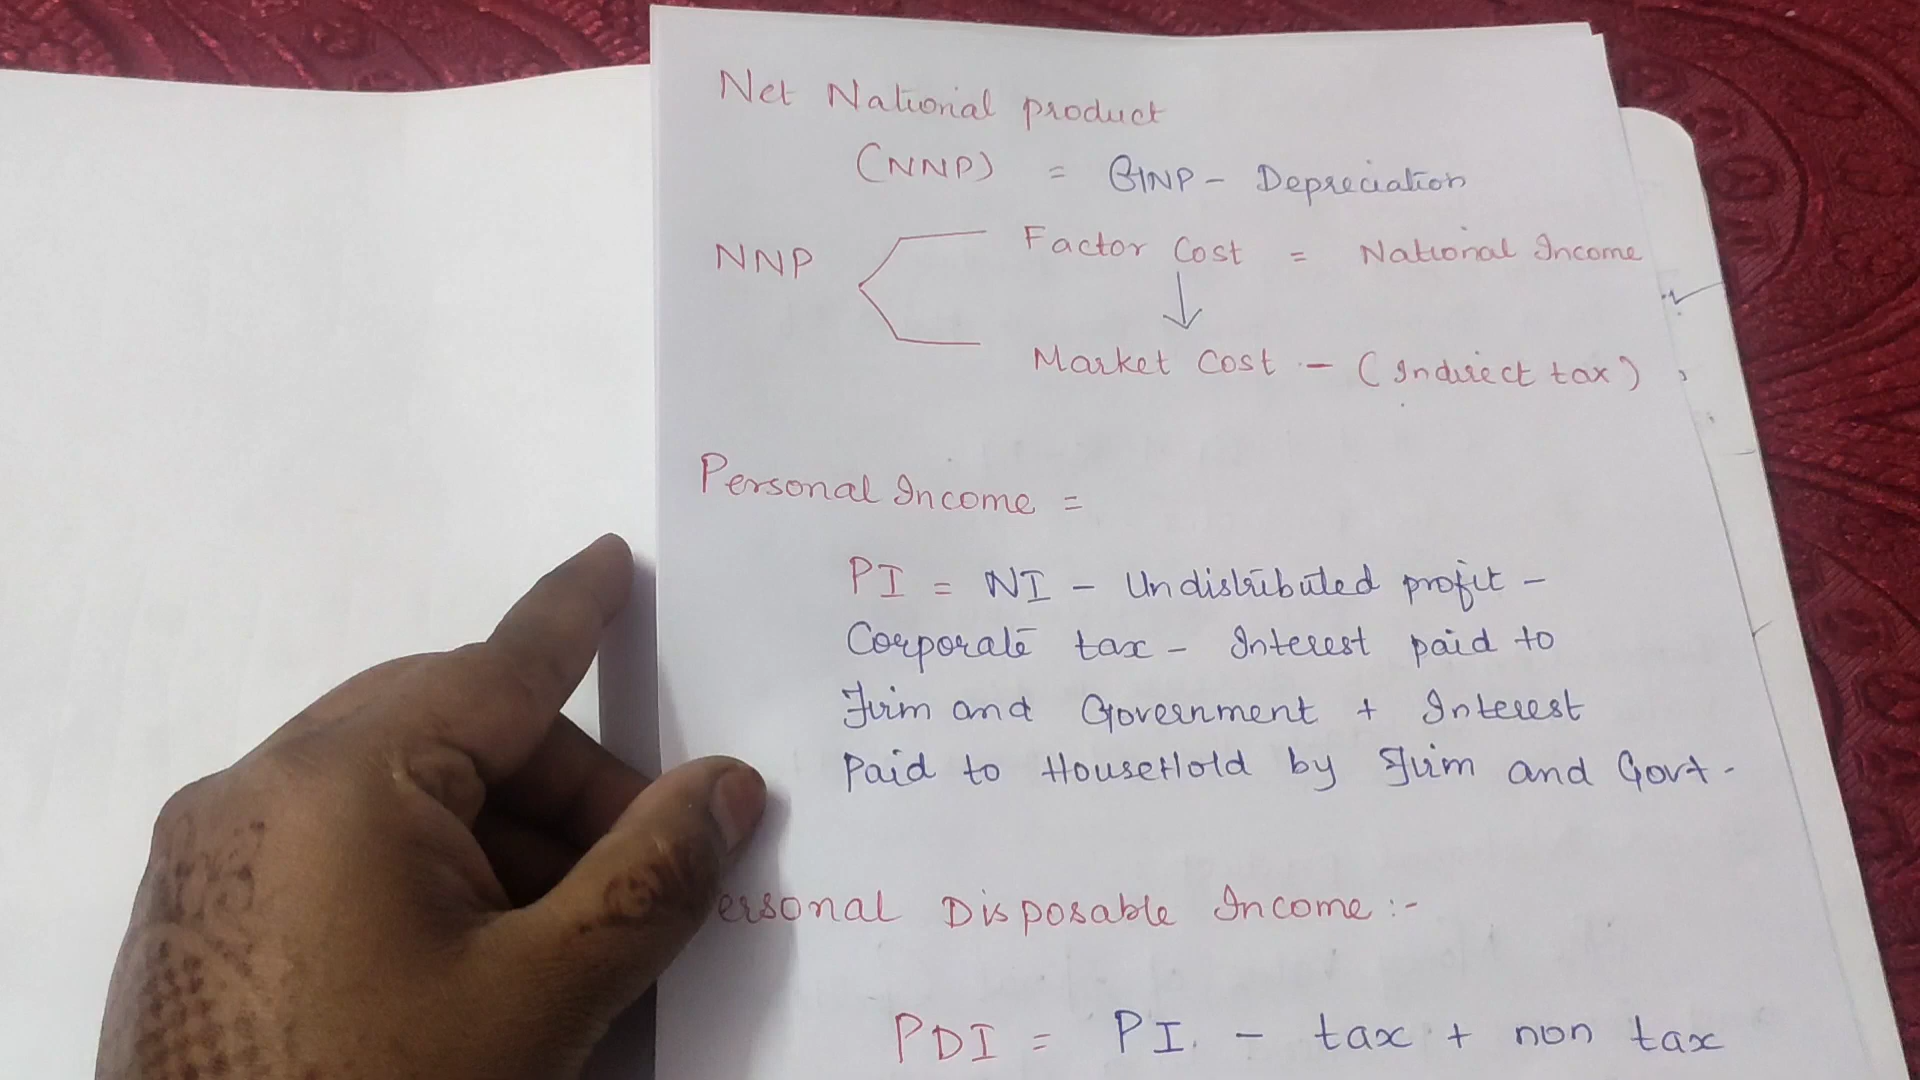 Net National product
(NNP) = GNP - Depreciation
NNP Factor Cost = National Income
Market Cost - (Indirect tax)
Personal Income =
PI = NI - Undistributed profit -
Corporate tax - Interest paid to
Firm and Government + Interest
Paid to HouseHold by Firm and Govt.
ersonal Disposable Income :-
PDI = PI. - tax + non tax